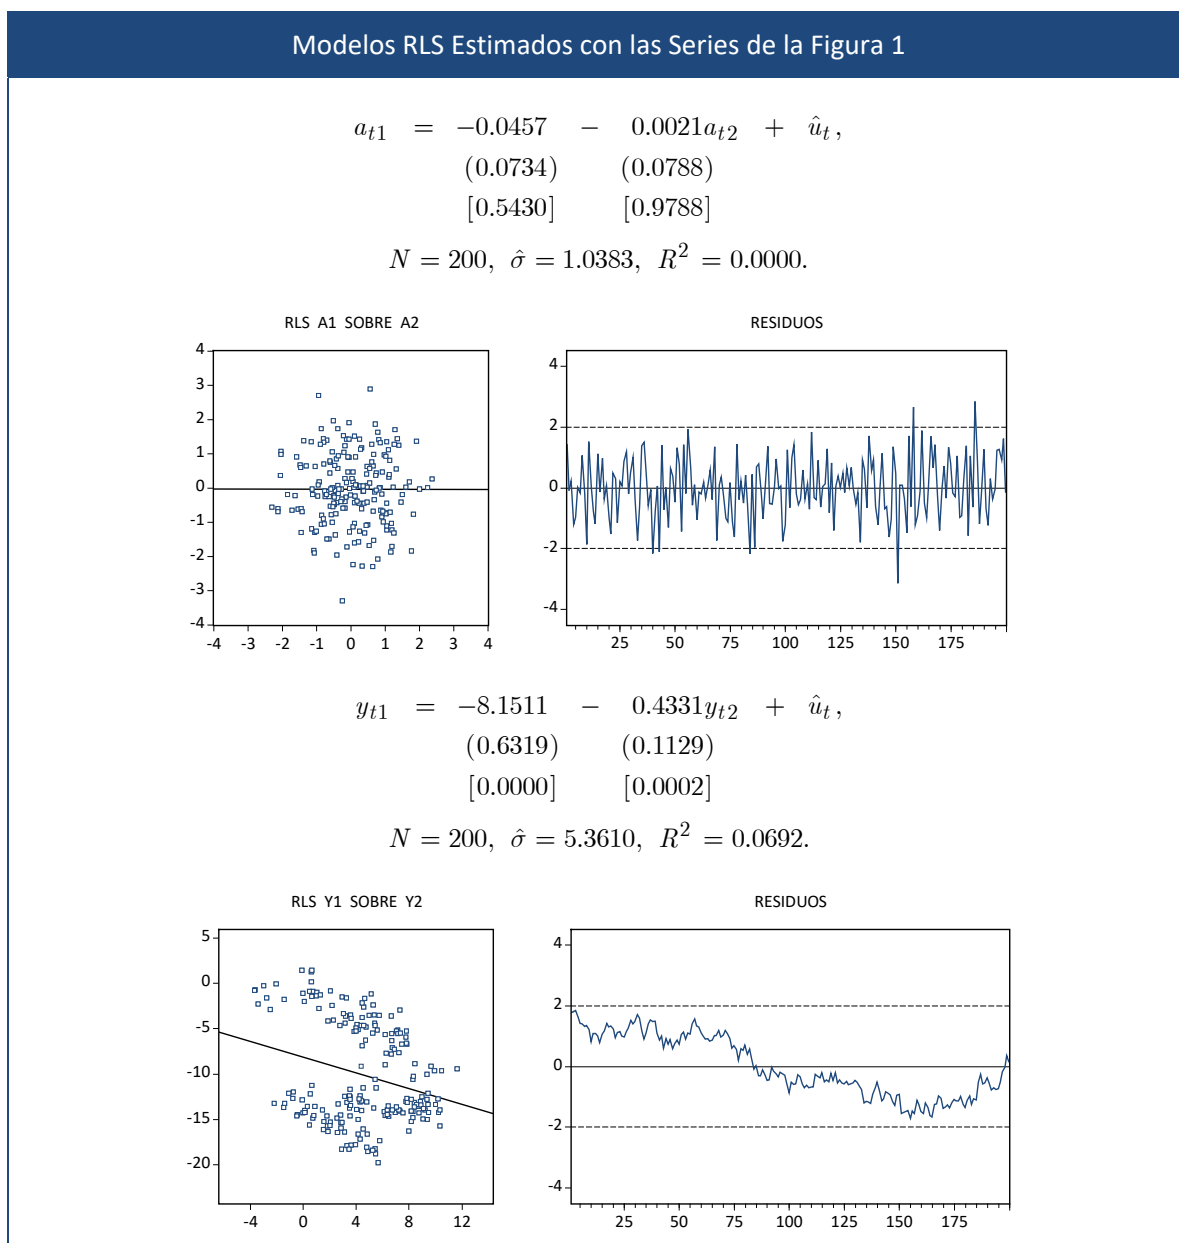 Modelos RLS Estimados con las Series de la Figura 1
a_{t1} = −0.0457 − 0.0021a_{t2} + û_t,
(0.0734) (0.0788)
[0.5430] [0.9788]
N = 200, σ̂ = 1.0383, R² = 0.0000.
RLS A1 SOBRE A2
4
3
2
1
0
-1
-2
-3
-4
-4 -3 -2 -1 0 1 2 3 4
RESIDUOS
4
2
0
-2
-4
25 50 75 100 125 150 175
y_{t1} = −8.1511 − 0.4331y_{t2} + û_t,
(0.6319) (0.1129)
[0.0000] [0.0002]
N = 200, σ̂ = 5.3610, R² = 0.0692.
RLS Y1 SOBRE Y2
5
0
-5
-10
-15
-20
-4 0 4 8 12
RESIDUOS
4
2
0
-2
-4
25 50 75 100 125 150 175